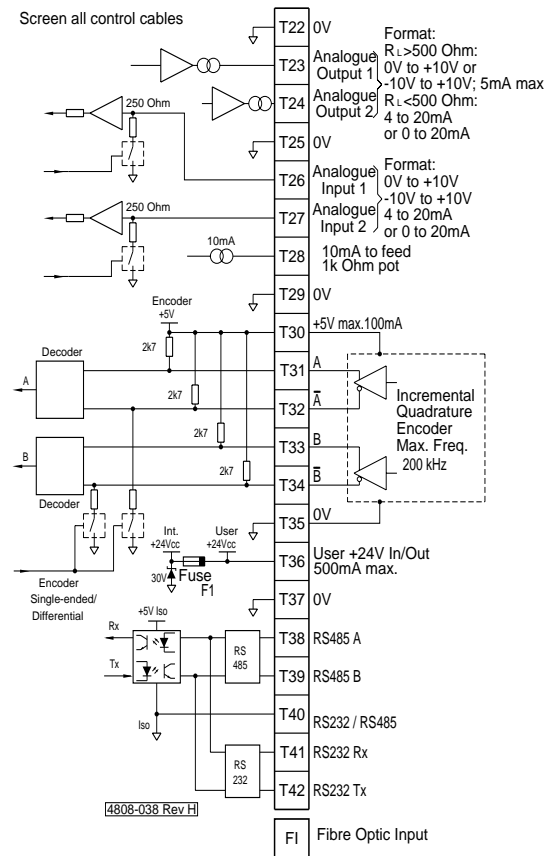 Screen all control cables
T22 0V
T23 Analogue Output 1
T24 Analogue Output 2
Format:
RL>500 Ohm:
0V to +10V or
-10V to +10V; 5mA max
RL<500 Ohm:
4 to 20mA
or 0 to 20mA
250 Ohm
T25 0V
T26 Analogue Input 1
T27 Analogue Input 2
Format:
0V to +10V
-10V to +10V
4 to 20mA
or 0 to 20mA
250 Ohm
10mA
T28 10mA to feed
1k Ohm pot
T29 0V
Encoder
+5V
T30 +5V max.100mA
Decoder
2k7
T31 A
A
2k7
T32 A̅
Incremental
Quadrature
Encoder
Max. Freq.
200 kHz
2k7
T33 B
B
2k7
T34 B̅
Decoder
T35 0V
Int.
+24Vcc
User
+24Vcc
T36 User +24V In/Out
500mA max.
30V
Fuse
F1
Encoder
Single-ended/
Differential
T37 0V
+5V Iso
Rx
RS
485
T38 RS485 A
Tx
T39 RS485 B
Iso
T40 RS232 / RS485
RS
232
T41 RS232 Rx
T42 RS232 Tx
4808-038 Rev H
FI Fibre Optic Input